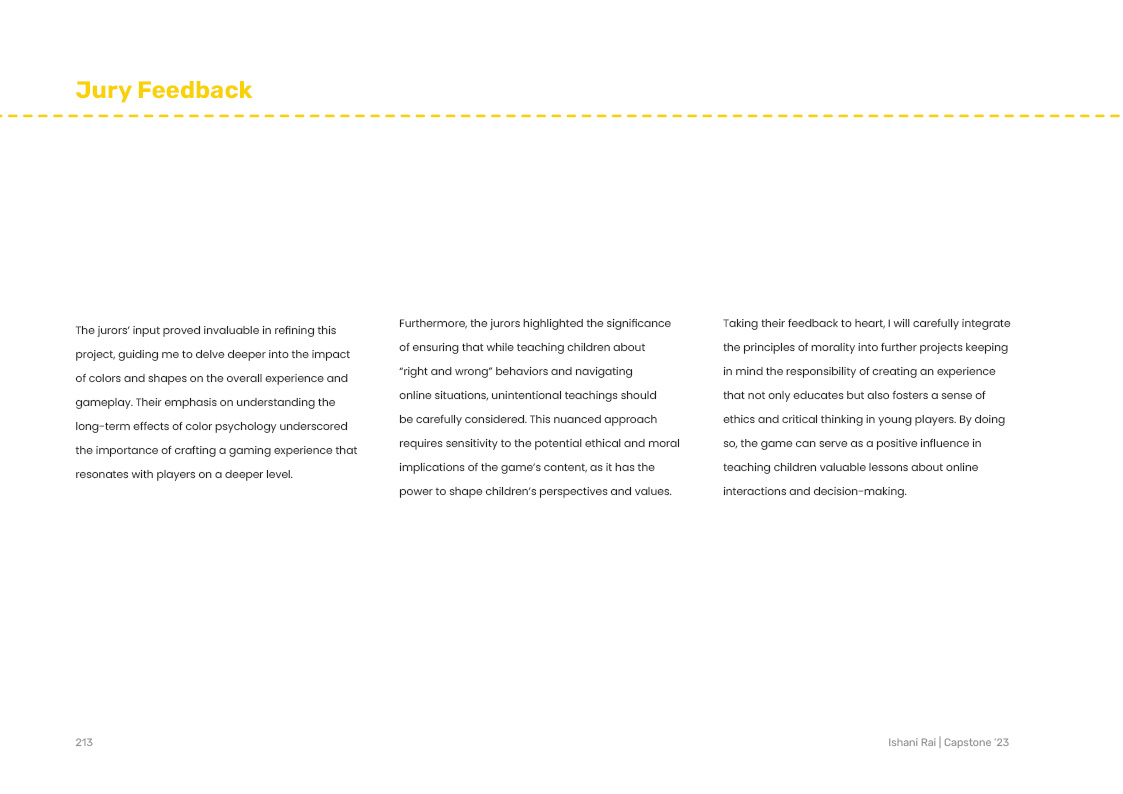 Jury Feedback
The jurors’ input proved invaluable in refining this
project, guiding me to delve deeper into the impact
of colors and shapes on the overall experience and
gameplay. Their emphasis on understanding the
long-term effects of color psychology underscored
the importance of crafting a gaming experience that
resonates with players on a deeper level.
Furthermore, the jurors highlighted the significance
of ensuring that while teaching children about
“right and wrong” behaviors and navigating
online situations, unintentional teachings should
be carefully considered. This nuanced approach
requires sensitivity to the potential ethical and moral
implications of the game’s content, as it has the
power to shape children’s perspectives and values.
Taking their feedback to heart, I will carefully integrate
the principles of morality into further projects keeping
in mind the responsibility of creating an experience
that not only educates but also fosters a sense of
ethics and critical thinking in young players. By doing
so, the game can serve as a positive influence in
teaching children valuable lessons about online
interactions and decision-making.
213
Ishani Rai | Capstone ’23